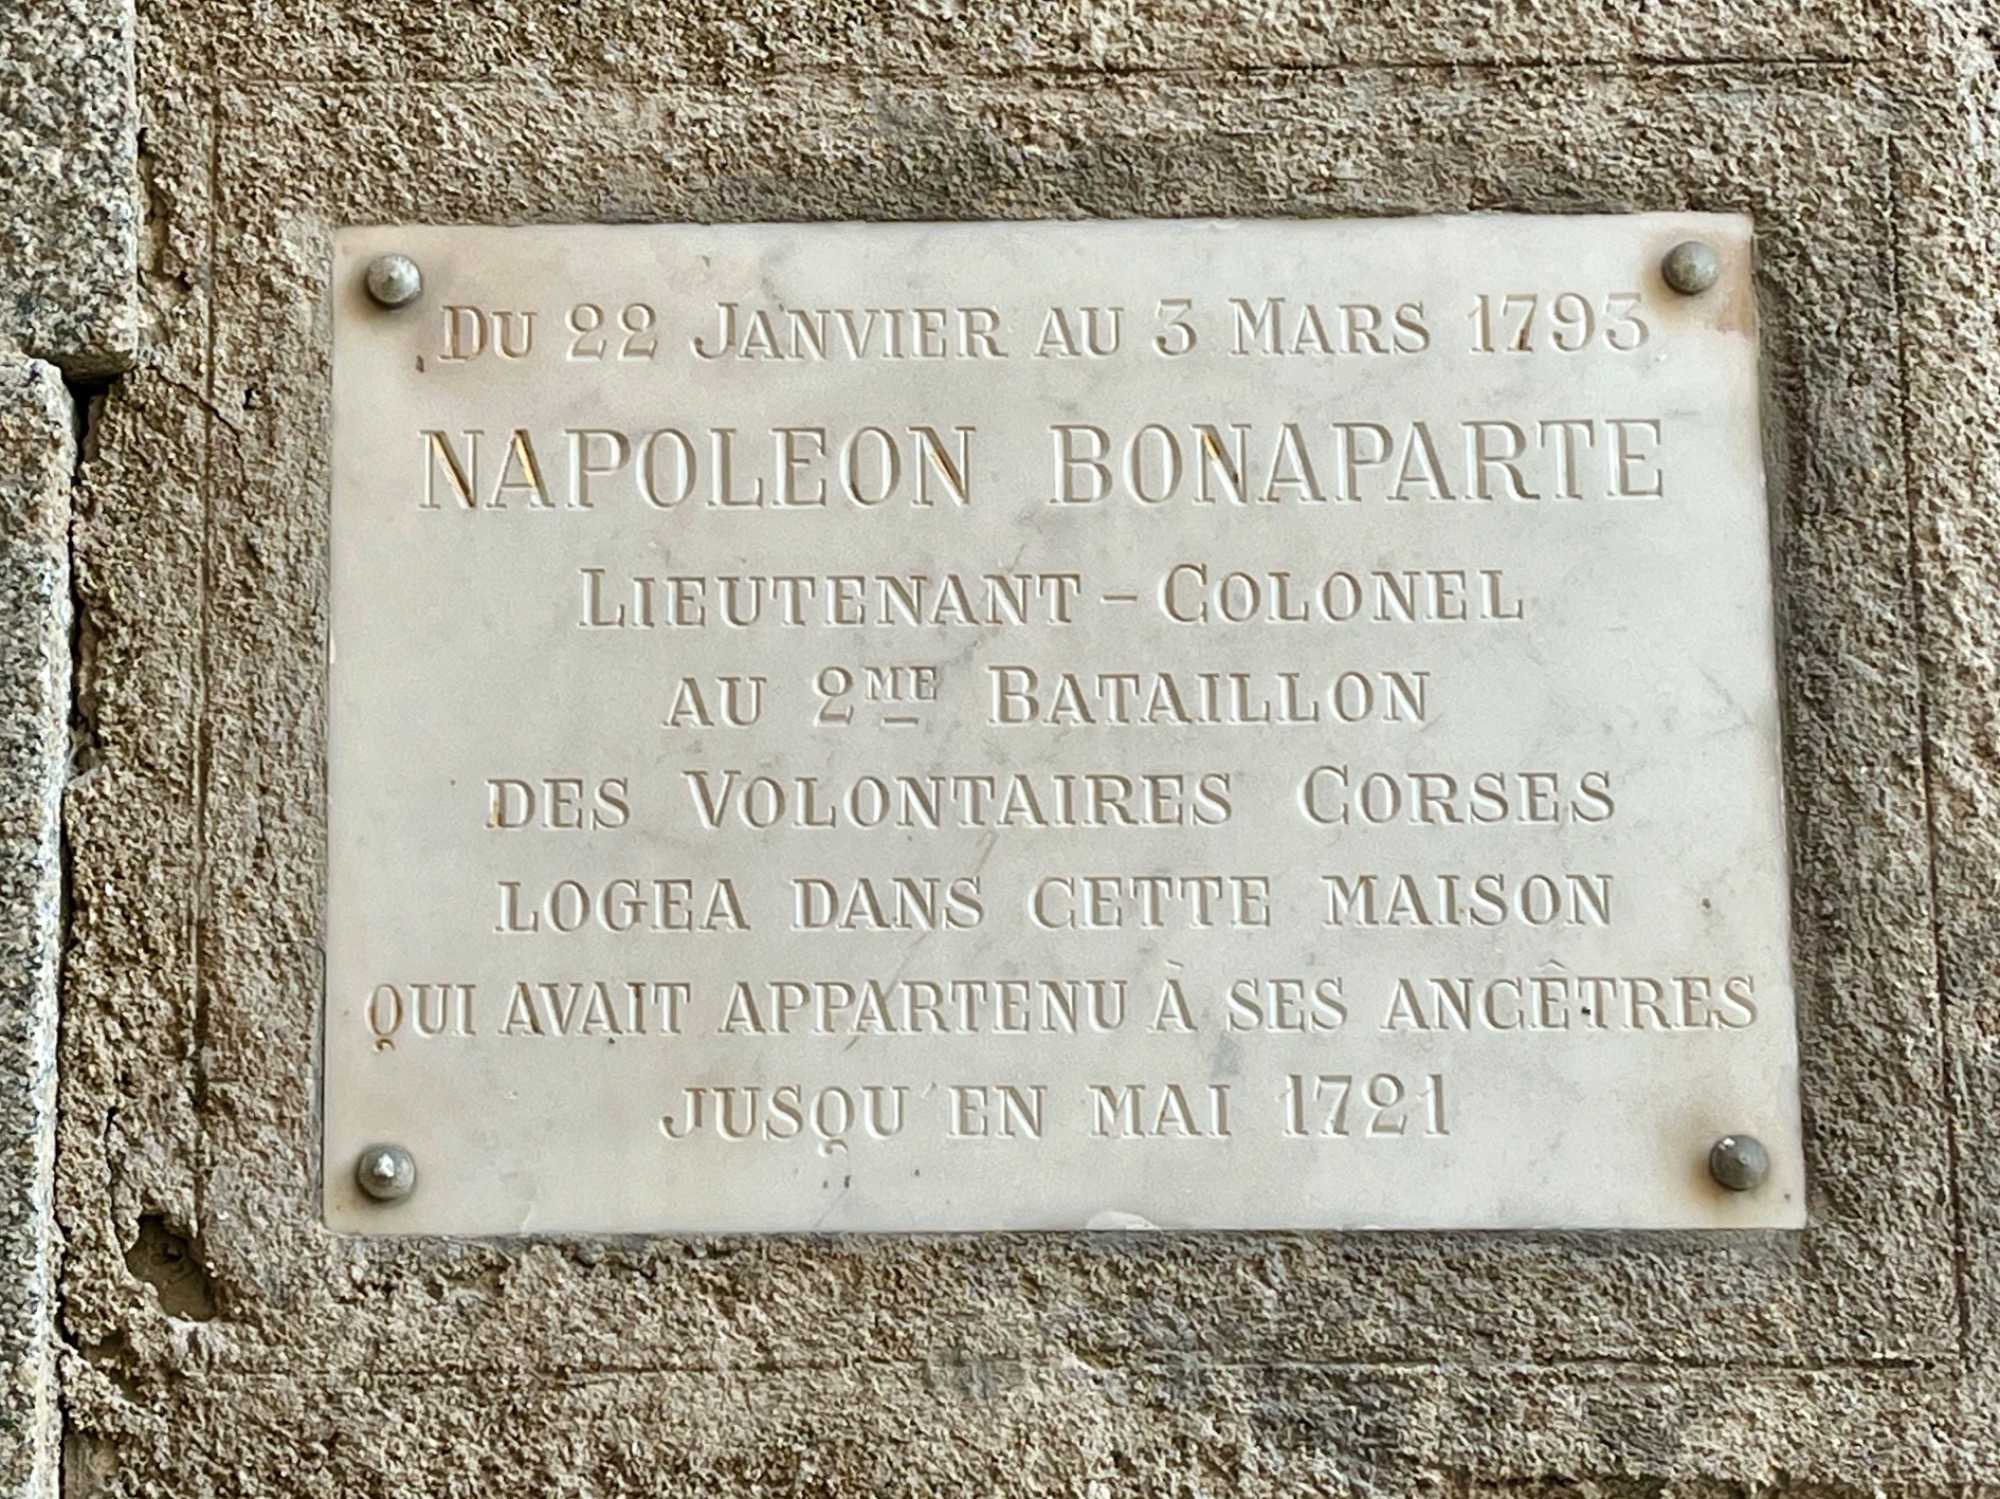 Du 22 Janvier au 3 Mars 1793
NAPOLEON BONAPARTE
Lieutenant-Colonel
au 2ME Bataillon
des Volontaires Corses
logea dans cette maison
qui avait appartenu à ses ancêtres
jusqu'en mai 1721